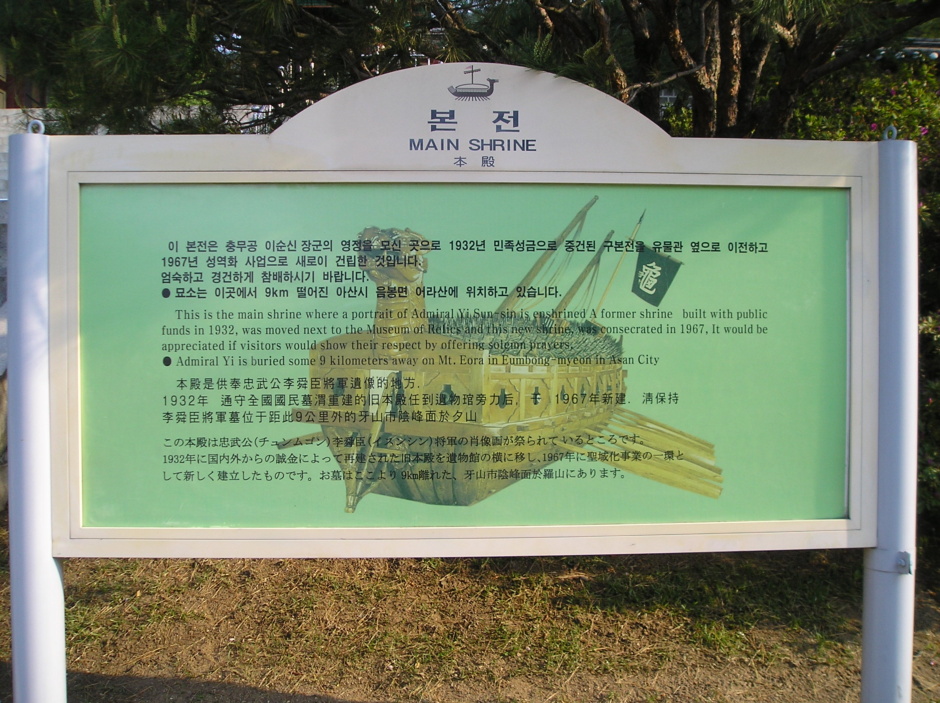 본 전
MAIN SHRINE
本 殿
龜
이 본전은 충무공 이순신 장군의 영정을 모신 곳으로 1932년 민족성금으로 중건된 구본전을 유물관 옆으로 이전하고
1967년 성역화 사업으로 새로이 건립한 것입니다.
엄숙하고 경건하게 참배하시기 바랍니다.
● 묘소는 이곳에서 9km 떨어진 아산시 음봉면 어라산에 위치하고 있습니다.
This is the main shrine where a portrait of Admiral Yi Sun-sin is enshrined A former shrine built with public
funds in 1932, was moved next to the Museum of Relics and this new shrine, was consecrated in 1967, It would be
appreciated if visitors would show their respect by offering solemn prayers,
● Admiral Yi is buried some 9 kilometers away on Mt. Eora in Eumbong-myeon in Asan City
本殿是供奉忠武公李舜臣將軍遺像的地方.
1932年 通守全國國民墓渭重建的旧本殿任到遺物琯旁力后, 于 1967年新建. 淸保持
李舜臣將軍墓位于距此9公里外的牙山市陰峰面於夕山
この本殿は忠武公(チュンムゴン)李舜臣(イスンシン)将軍の肖像画が祭られているところです。
1932年に国内外からの誠金によって再建された旧本殿を遺物館の横に移し、1967年に聖域化事業の一環と
して新しく建立したものです。お墓はここより9km離れた、牙山市陰峰面於羅山にあります。